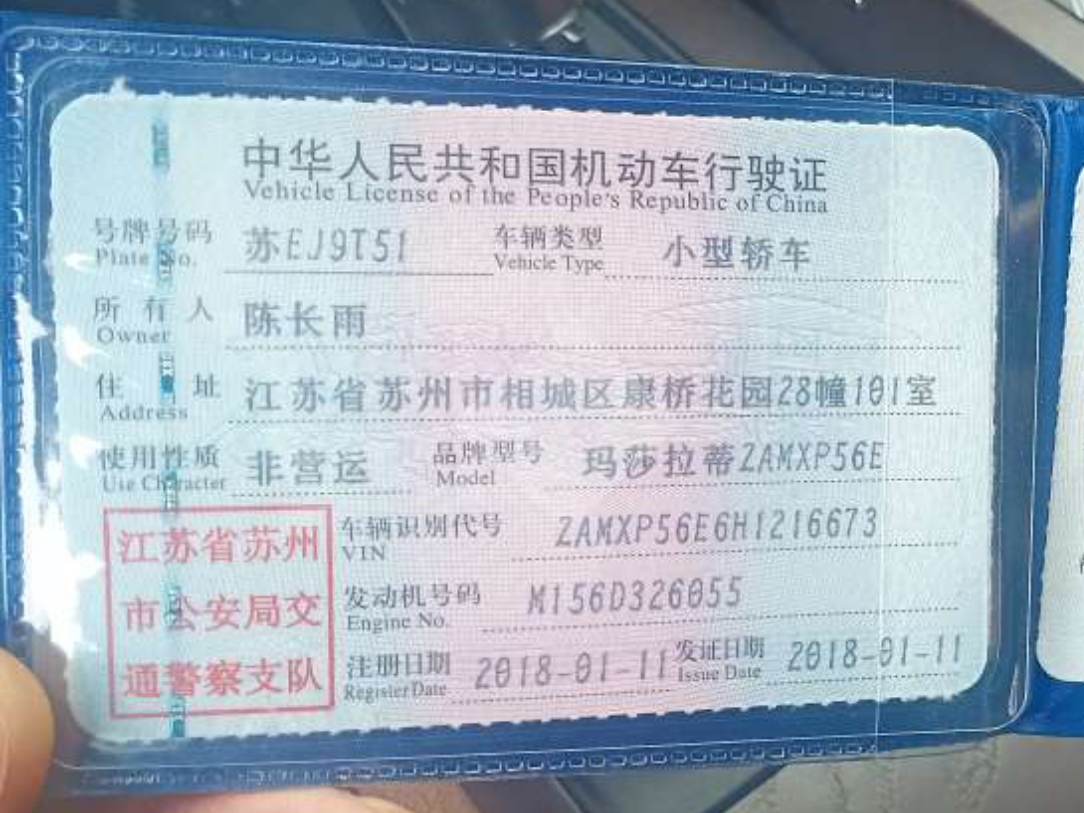 中华人民共和国机动车行驶证
Vehicle License of the People's Republic of China
号牌号码 苏EJ9T51 车辆类型 小型轿车
Plate No. Vehicle Type
所有人 陈长雨
Owner
住址 江苏省苏州市相城区康桥花园28幢101室
Address
使用性质 非营运 品牌型号 玛莎拉蒂ZAMXP56E
Use Character Model
江苏省苏州 车辆识别代号 ZAMXP56E6H1216673
VIN
市公安局交 发动机号码 M156D326055
Engine No.
通警察支队 注册日期 2018-01-11 发证日期 2018-01-11
Register Date Issue Date